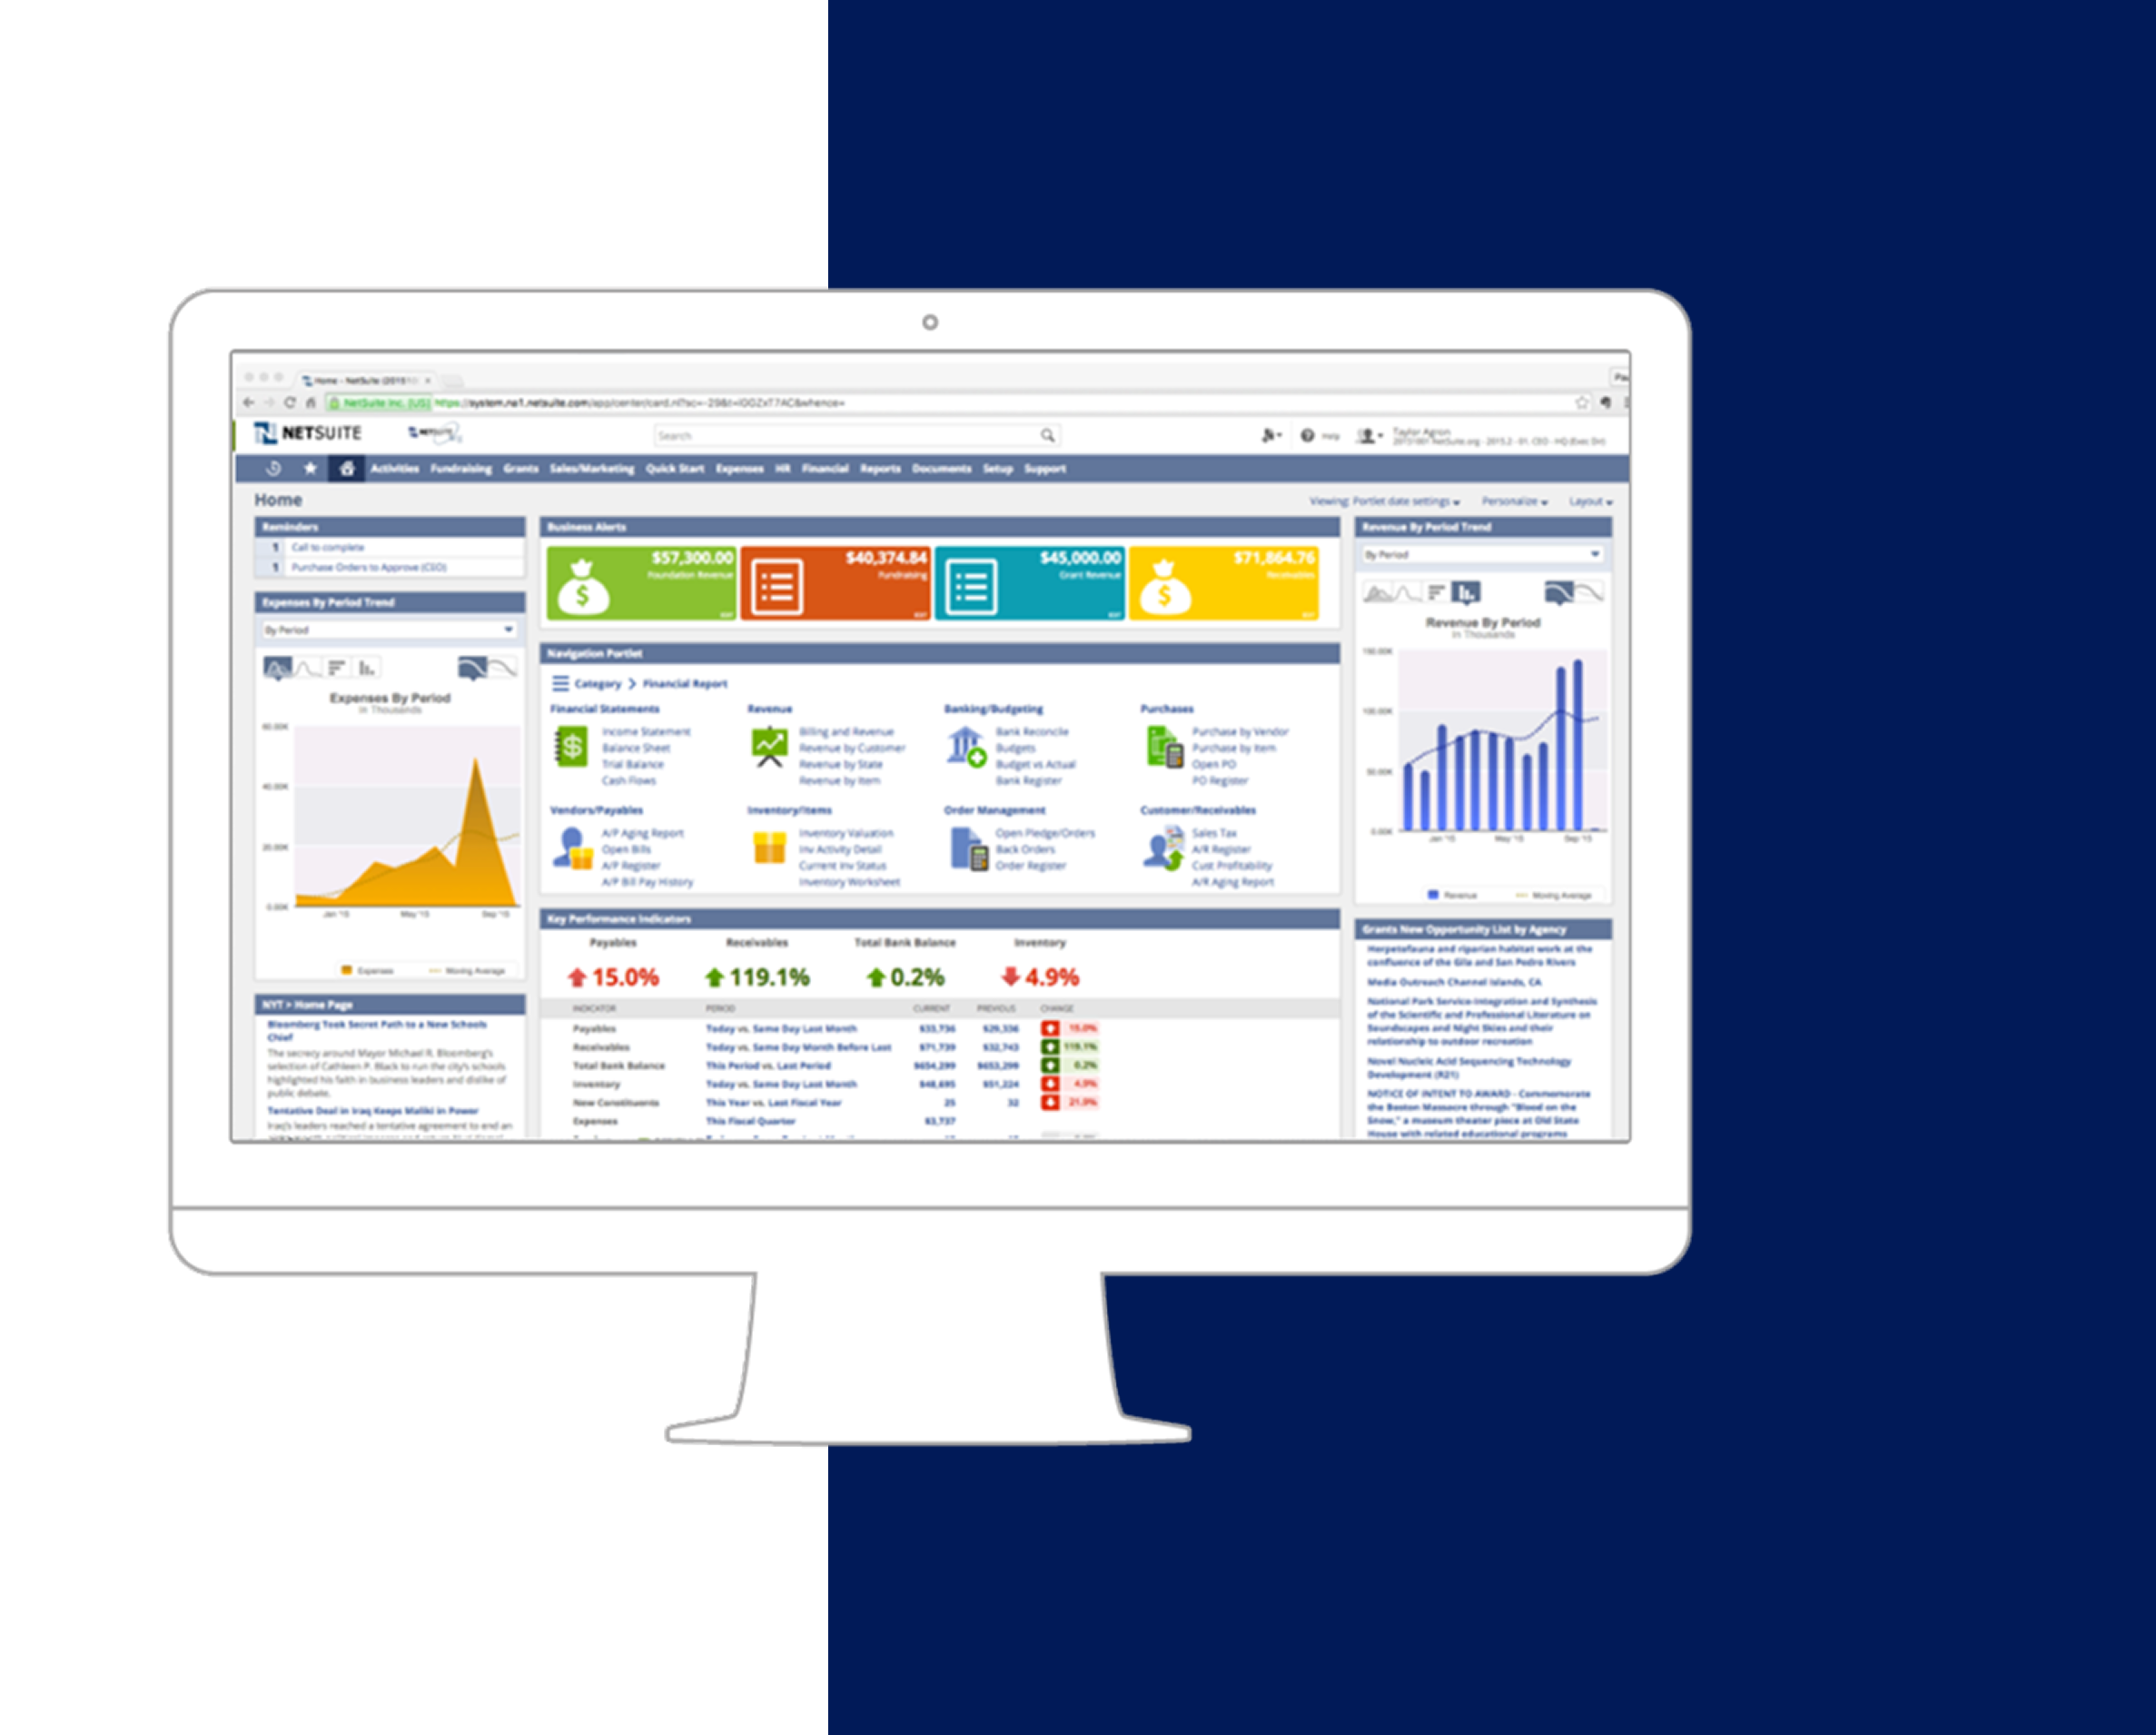 Home - NetSuite (2015
NetSuite Inc. [US] https://system.na1.netsuite.com/app/center/card.nl?sc=-29&t=
NETSUITE
Search
Help
Taylor Agron
Activities Fundraising Grants Sales/Marketing Quick Start Expenses HR Financial Reports Documents Setup Support
Home
Viewing: Portlet date settings Personalize Layout
Reminders
1 Call to complete
1 Purchase Orders to Approve (CEO)
Expenses By Period Trend
By Period
Expenses By Period
In Thousands
60.00K
40.00K
20.00K
0.00K
Jan '15 May '15 Sep '15
Expenses Moving Average
NYT > Home Page
Bloomberg Took Secret Path to a New Schools
Chief
The secrecy around Mayor Michael R. Bloomberg's
selection of Cathleen P. Black to run the city's schools
highlighted his faith in business leaders and dislike of
public debate.
Tentative Deal in Iraq Keeps Maliki in Power
Iraq's leaders reached a tentative agreement to end an
Business Alerts
$57,300.00
Foundation Revenue
$40,374.84
Fundraising
$45,000.00
Grant Revenue
$71,864.76
Receivables
Navigation Portlet
Category > Financial Report
Financial Statements
Income Statement
Balance Sheet
Trial Balance
Cash Flows
Revenue
Billing and Revenue
Revenue by Customer
Revenue by State
Revenue by Item
Banking/Budgeting
Bank Reconcile
Budgets
Budget vs Actual
Bank Register
Purchases
Purchase by Vendor
Purchase by Item
Open PO
PO Register
Vendors/Payables
A/P Aging Report
Open Bills
A/P Register
A/P Bill Pay History
Inventory/Items
Inventory Valuation
Inv Activity Detail
Current Inv Status
Inventory Worksheet
Order Management
Open Pledge/Orders
Back Orders
Order Register
Customer/Receivables
Sales Tax
A/R Register
Cust Profitability
A/R Aging Report
Key Performance Indicators
Payables Receivables Total Bank Balance Inventory
15.0% 119.1% 0.2% 4.9%
INDICATOR PERIOD CURRENT PREVIOUS CHANGE
Payables Today vs. Same Day Last Month $33,736 $29,336 15.0%
Receivables Today vs. Same Day Month Before Last $71,739 $32,743 119.1%
Total Bank Balance This Period vs. Last Period $654,299 $653,299 0.2%
Inventory Today vs. Same Day Last Month $48,695 $51,224 4.9%
New Constituents This Year vs. Last Fiscal Year 25 32 21.9%
Expenses This Fiscal Quarter $3,737
Revenue By Period Trend
By Period
Revenue By Period
In Thousands
150.00K
100.00K
50.00K
0.00K
Jan '15 May '15 Sep '15
Revenue Moving Average
Grants New Opportunity List by Agency
Herpetofauna and riparian habitat work at the
confluence of the Gila and San Pedro Rivers
Media Outreach Channel Islands, CA
National Park Service-Integration and Synthesis
of the Scientific and Professional Literature on
Soundscapes and Night Skies and their
relationship to outdoor recreation
Novel Nucleic Acid Sequencing Technology
Development (R21)
NOTICE OF INTENT TO AWARD - Commemorate
the Boston Massacre through "Blood on the
Snow," a museum theater piece at Old State
House with related educational programs